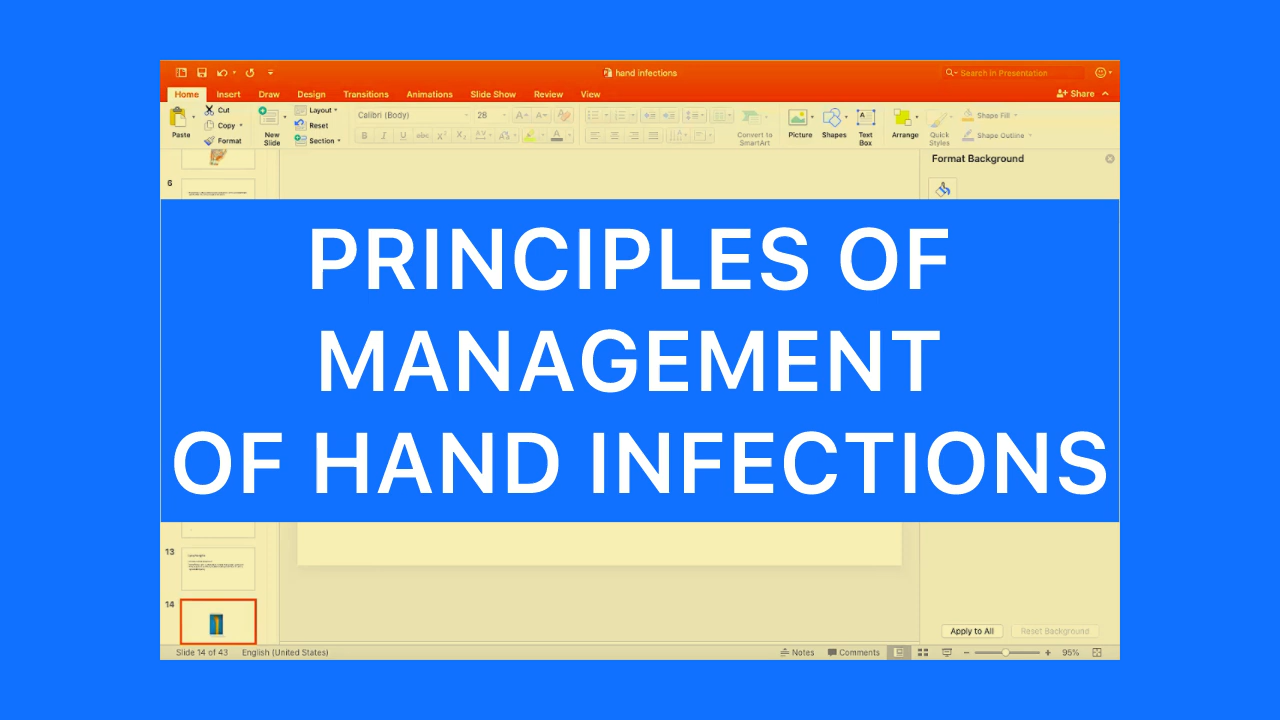 hand infections
Search in Presentation
Home Insert Draw Design Transitions Animations Slide Show Review View Share
Paste
Cut
Copy
Format
New Slide
Layout
Reset
Section
Calibri (Body) 28
Convert to SmartArt
Picture
Shapes
Text Box
Arrange
Quick Styles
Shape Fill
Shape Outline
Format Background
6
PRINCIPLES OF
MANAGEMENT
OF HAND INFECTIONS
13
14
Apply to All Reset Background
Slide 14 of 43 English (United States) Notes Comments 95%